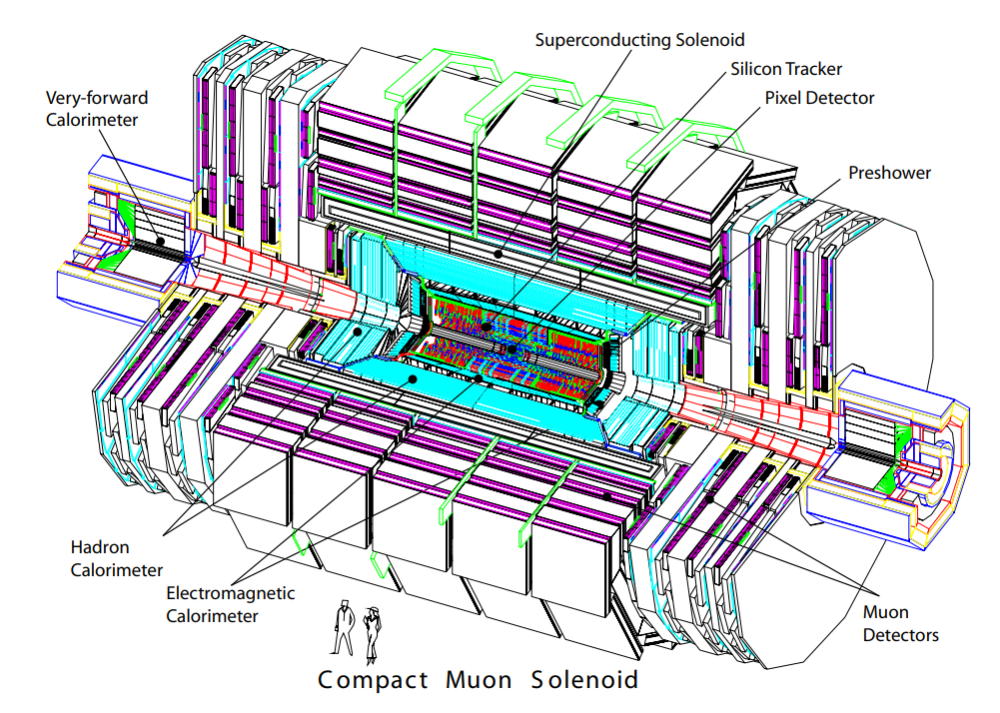 Superconducting Solenoid
Silicon Tracker
Pixel Detector
Very-forward
Calorimeter
Preshower
Hadron
Calorimeter
Electromagnetic
Calorimeter
Muon
Detectors
Compact Muon Solenoid